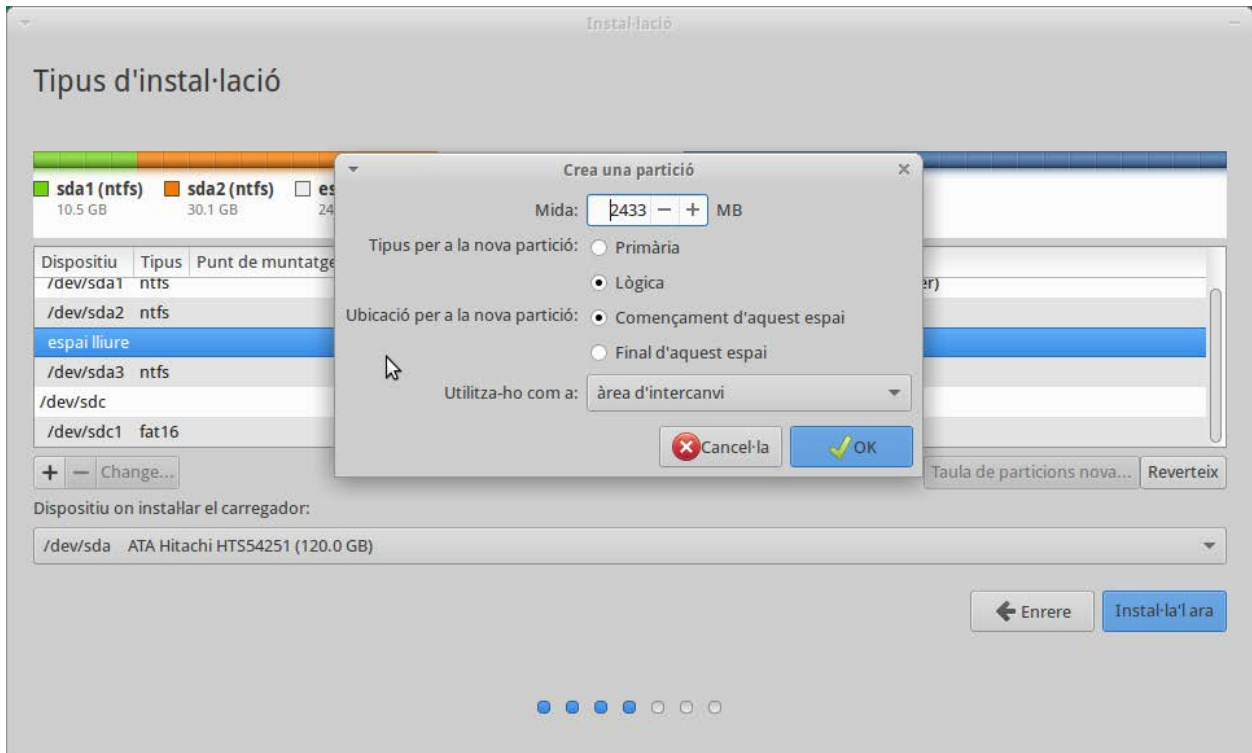 Instal·lació
Tipus d'instal·lació
sda1 (ntfs) sda2 (ntfs) es
10.5 GB 30.1 GB 24
Crea una partició
Mida: 2433 MB
Tipus per a la nova partició: Primària
Lògica
Ubicació per a la nova partició: Començament d'aquest espai
Final d'aquest espai
Utilitza-ho com a: àrea d'intercanvi
Cancel·la OK
Dispositiu Tipus Punt de muntatge
/dev/sda1 ntfs er)
/dev/sda2 ntfs
espai lliure
/dev/sda3 ntfs
/dev/sdc
/dev/sdc1 fat16
+ − Change... Taula de particions nova... Reverteix
Dispositiu on instal·lar el carregador:
/dev/sda ATA Hitachi HTS54251 (120.0 GB)
Enrere Instal·la'l ara